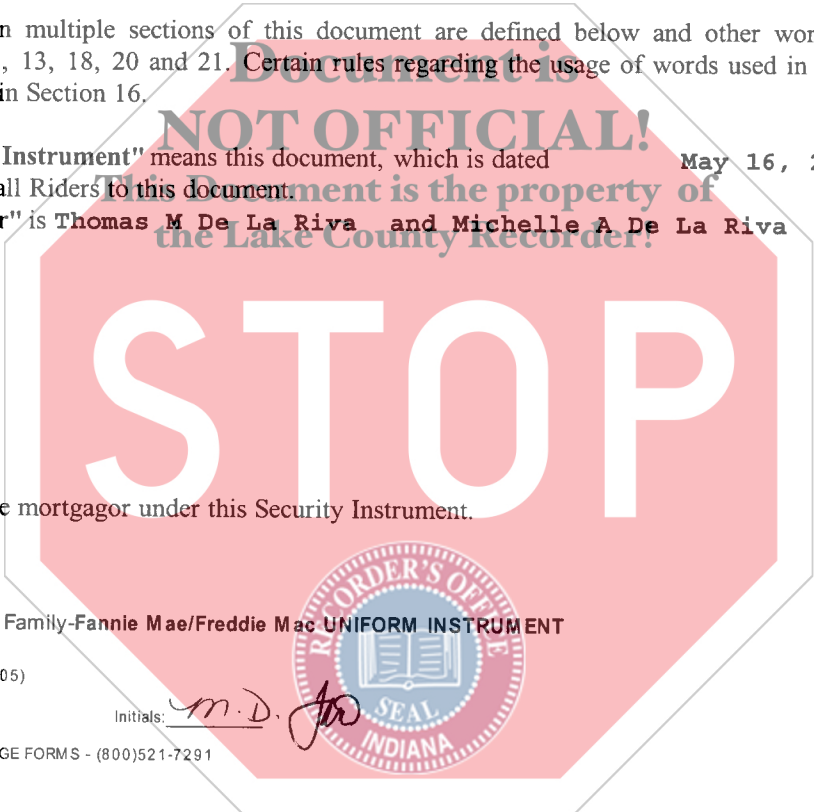 n multiple sections of this document are defined below and other wor
, 13, 18, 20 and 21. Certain rules regarding the usage of words used in
in Section 16.
Document is
NOT OFFICIAL!
This Document is the property of
the Lake County Recorder!
Instrument" means this document, which is dated May 16, 2
all Riders to this document.
r" is Thomas M De La Riva and Michelle A De La Riva
STOP
e mortgagor under this Security Instrument.
RECORDER'S OFFICE
SEAL
INDIANA
Family-Fannie Mae/Freddie Mac UNIFORM INSTRUMENT
05)
Initials: M.D.
GE FORMS - (800)521-7291